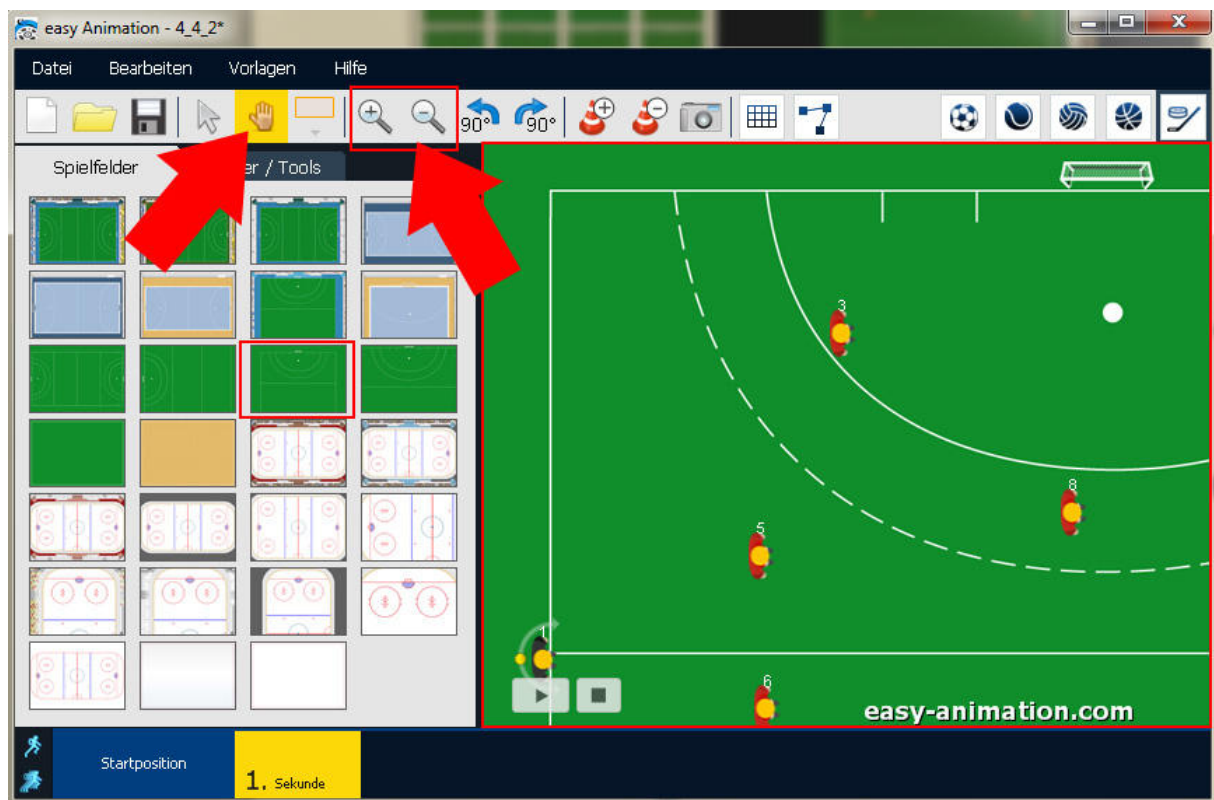 easy Animation - 4_4_2*
Datei Bearbeiten Vorlagen Hilfe
90° 90°
Spielfelder er / Tools
3
8
5
1
6
easy-animation.com
Startposition 1. Sekunde